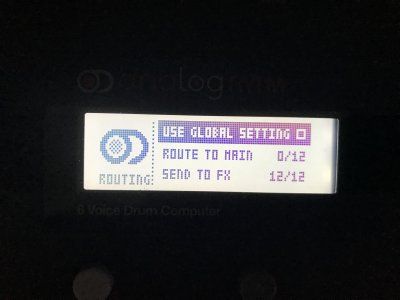 USE GLOBAL SETTING
ROUTE TO MAIN 0/12
SEND TO FX 12/12
ROUTING
6 Voice Drum Computer